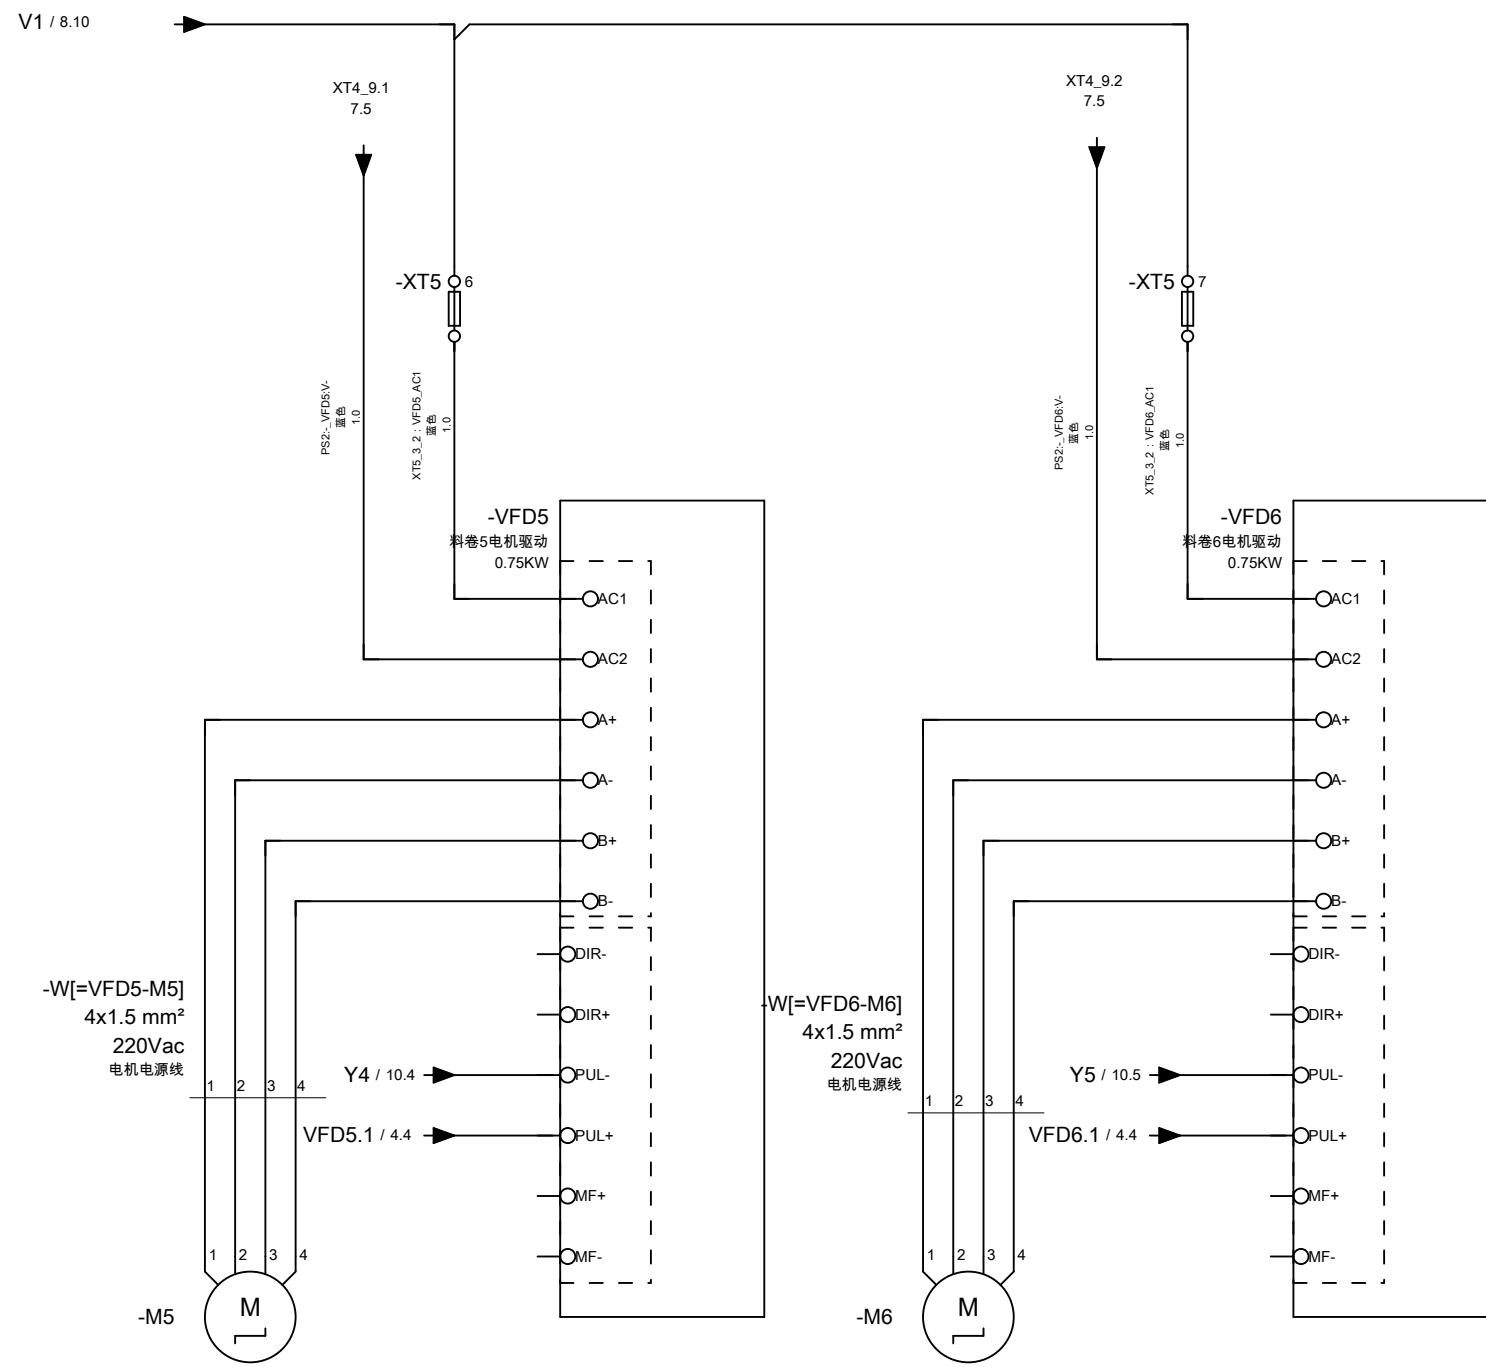 V1 / 8.10
XT4_9.1
7.5
XT4_9.2
7.5
-XT5 6
-XT5 7
PS2:-_VFD5:V-
蓝色
1.0
XT5_3_2 : VFD5_AC1
蓝色
1.0
PS2:-_VFD6:V-
蓝色
1.0
XT5_3_2 : VFD6_AC1
蓝色
1.0
-VFD5
料卷5电机驱动
0.75KW
AC1
AC2
A+
A-
B+
B-
DIR-
DIR+
Y4 / 10.4 PUL-
VFD5.1 / 4.4 PUL+
MF+
MF-
-W[=VFD5-M5]
4x1.5 mm²
220Vac
电机电源线
1 2 3 4
1 2 3 4
-M5
M
-VFD6
料卷6电机驱动
0.75KW
AC1
AC2
A+
A-
B+
B-
DIR-
DIR+
Y5 / 10.5 PUL-
VFD6.1 / 4.4 PUL+
MF+
MF-
-W[=VFD6-M6]
4x1.5 mm²
220Vac
电机电源线
1 2 3 4
1 2 3 4
-M6
M